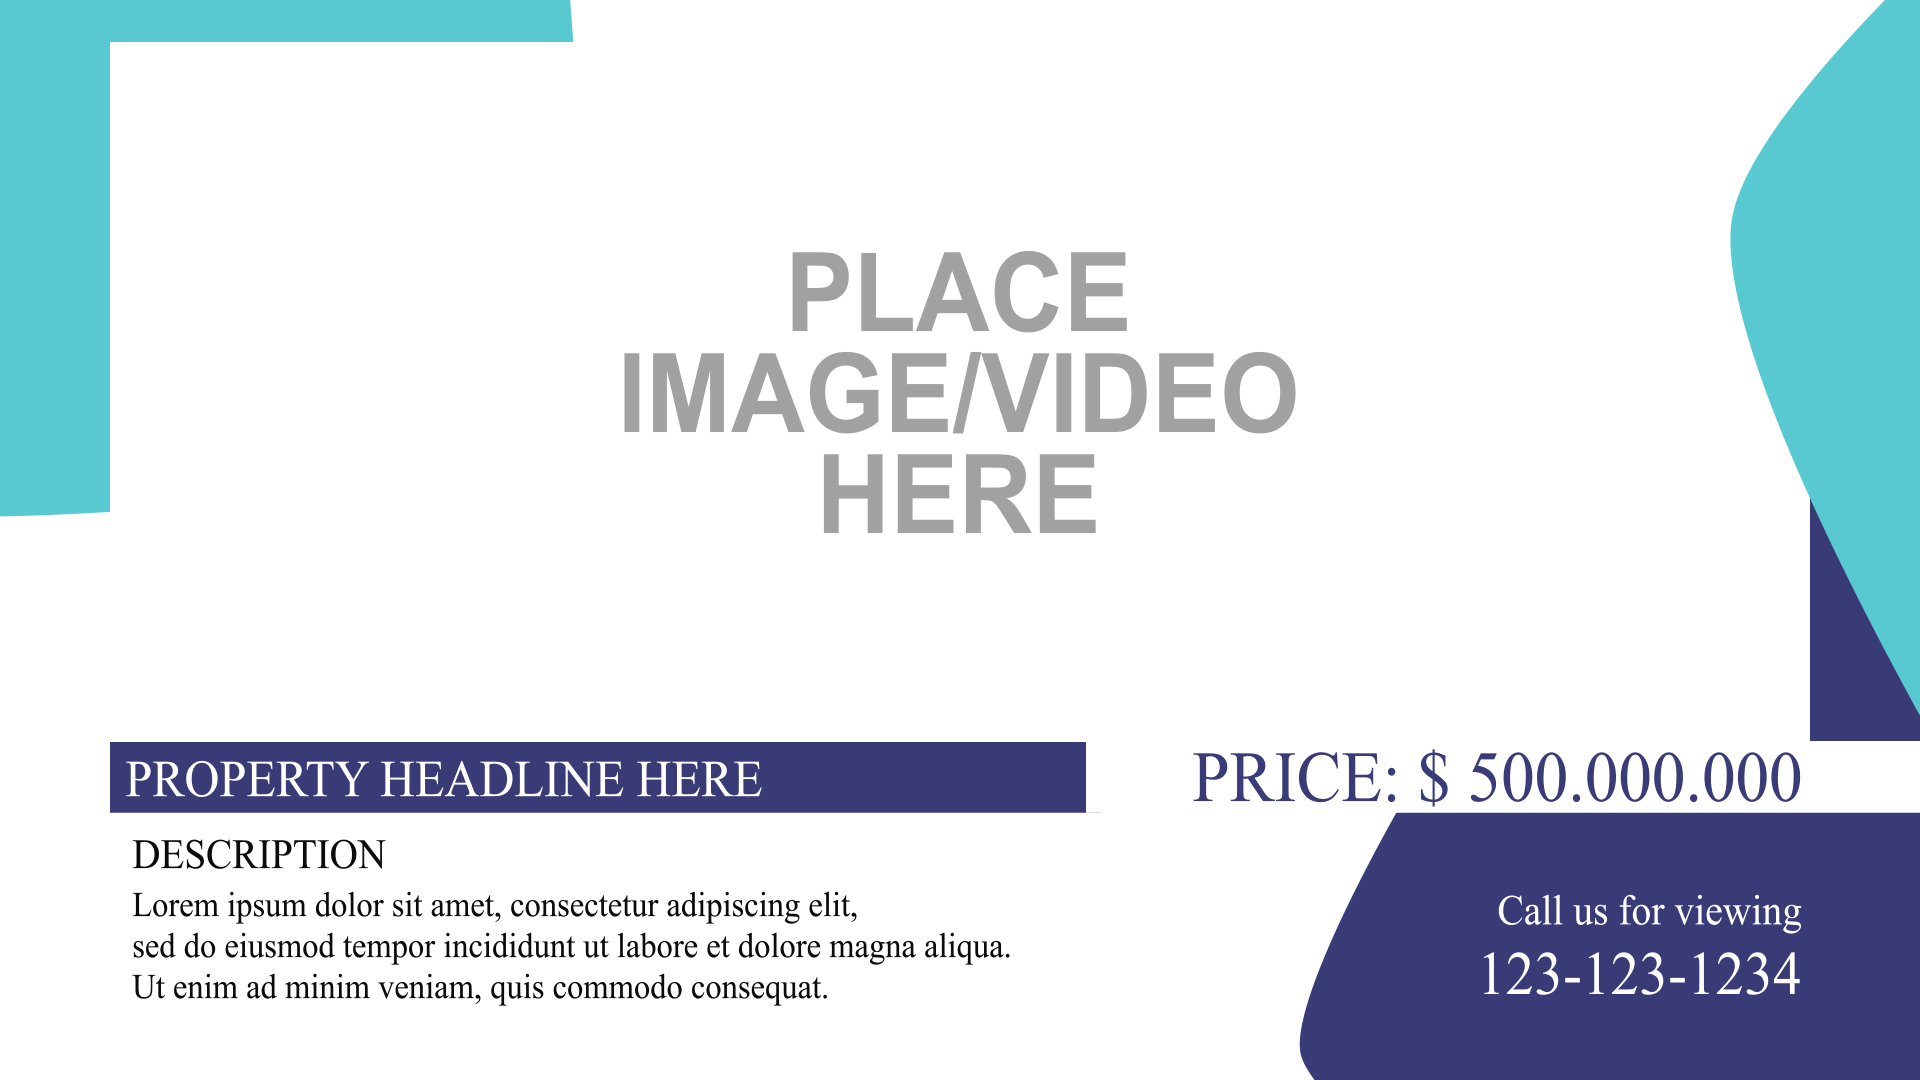 PLACE
IMAGE/VIDEO
HERE
PROPERTY HEADLINE HERE
PRICE: $ 500.000.000
DESCRIPTION
Lorem ipsum dolor sit amet, consectetur adipiscing elit,
sed do eiusmod tempor incididunt ut labore et dolore magna aliqua.
Ut enim ad minim veniam, quis commodo consequat.
Call us for viewing
123-123-1234